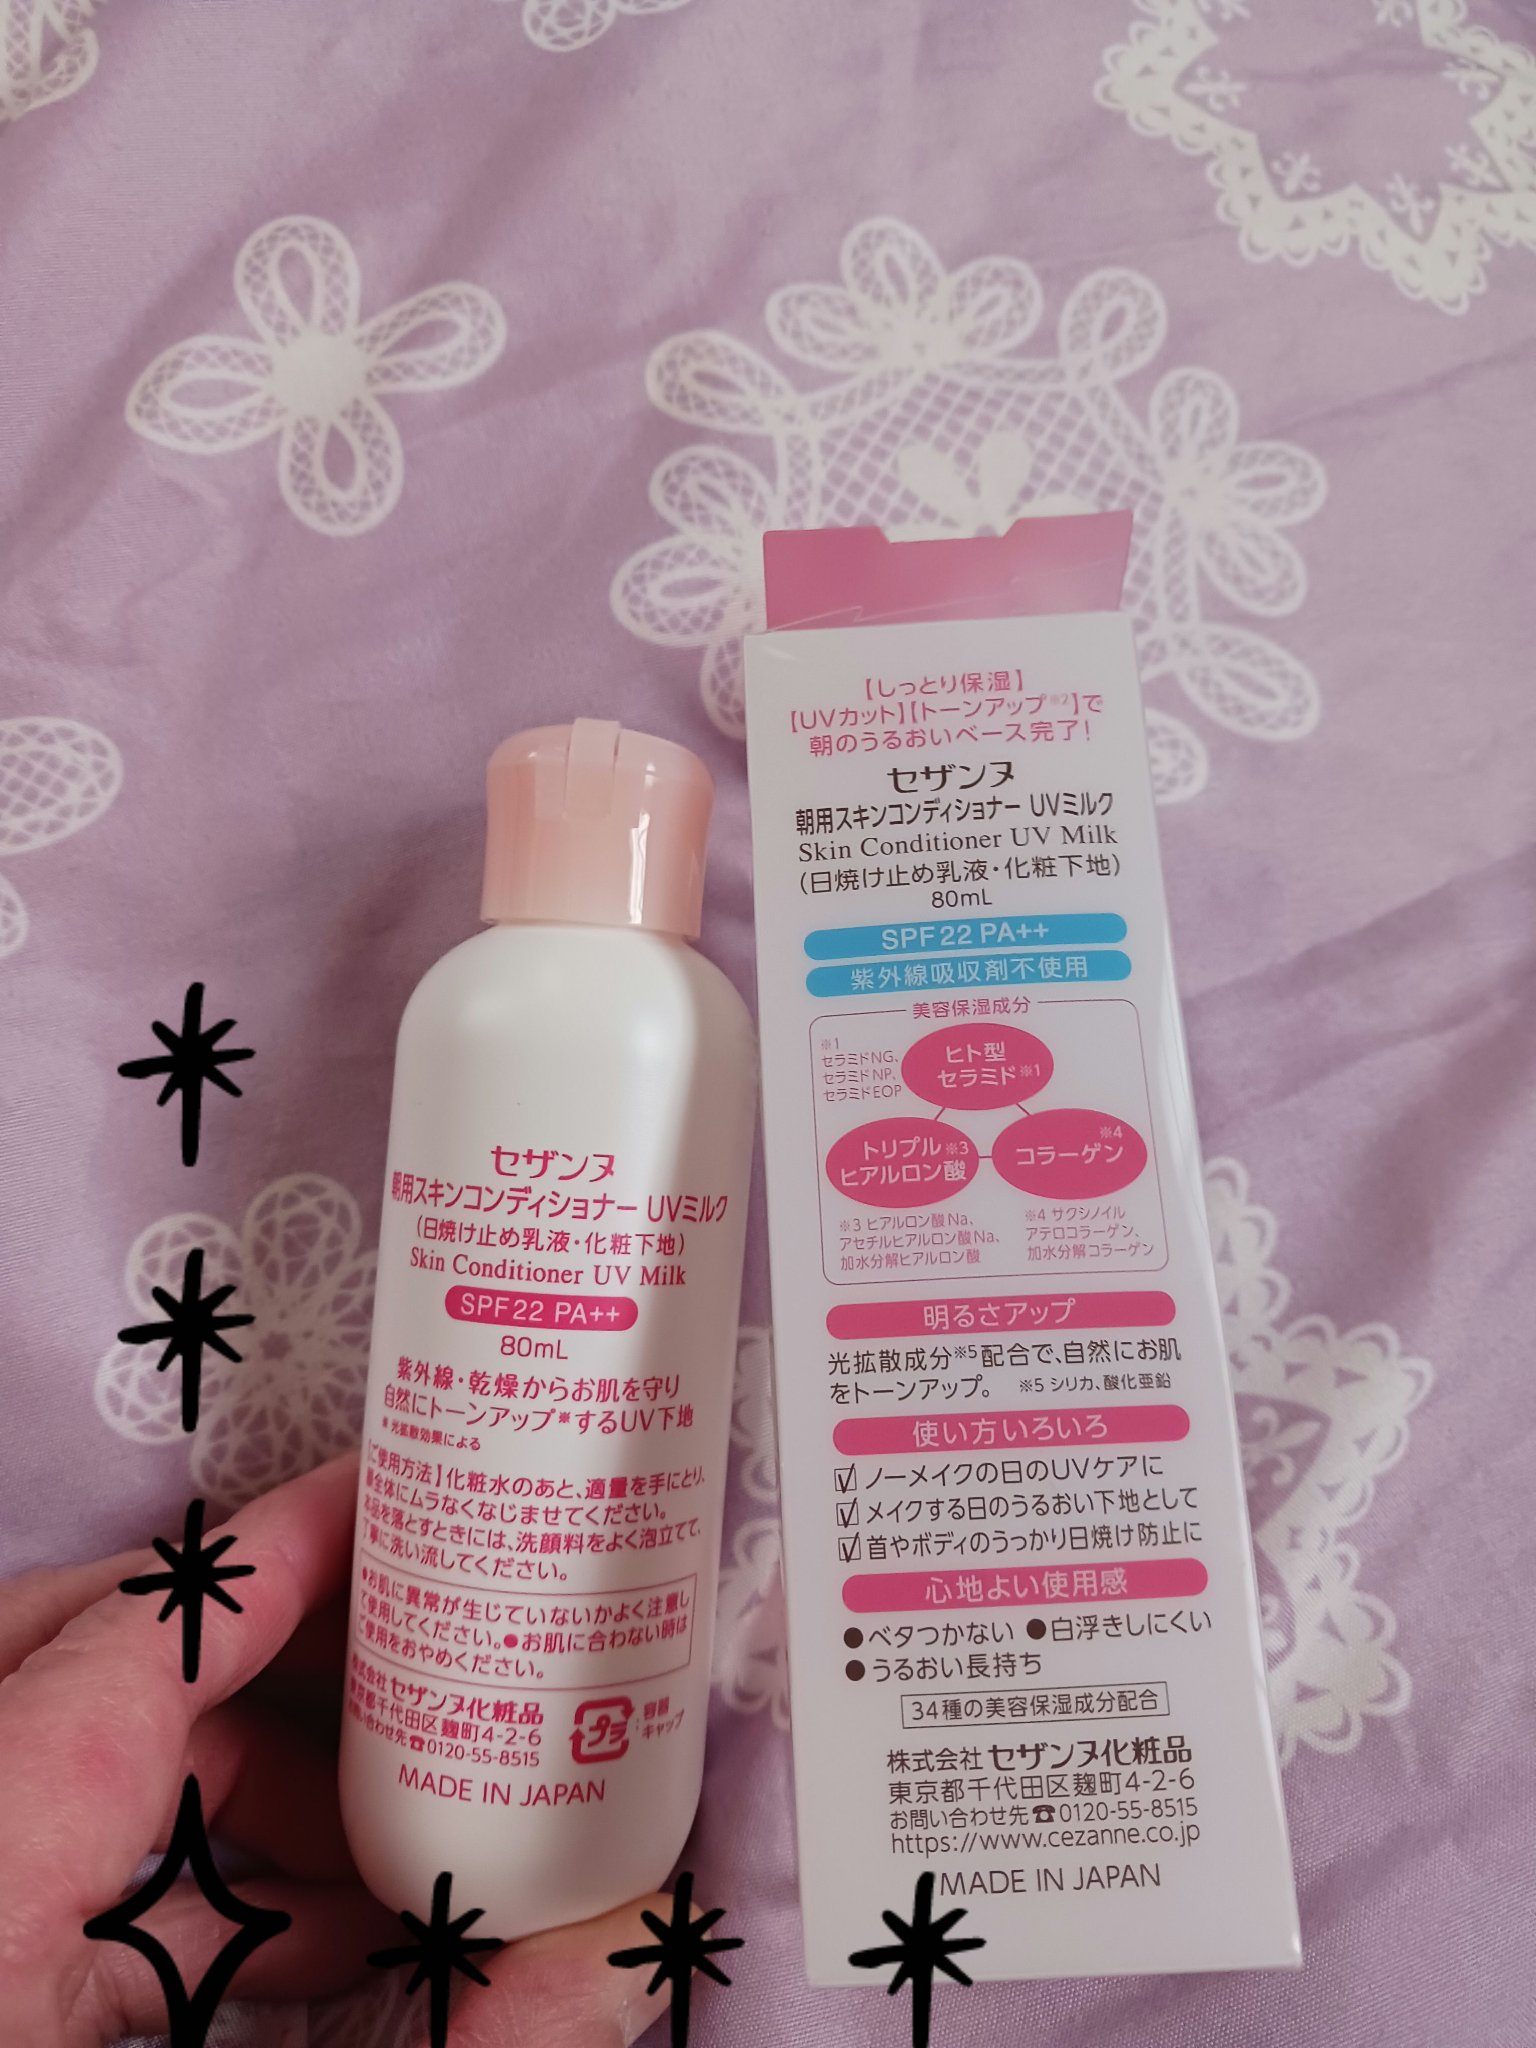 セザンヌ
朝用スキンコンディショナー UVミルク
(日焼け止め乳液・化粧下地)
Skin Conditioner UV Milk
SPF22 PA++
80mL
紫外線・乾燥からお肌を守り
自然にトーンアップ※するUV下地
※光拡散効果による
【ご使用方法】化粧水のあと、適量を手にとり、
顔全体にムラなくなじませてください。
本品を落とすときには、洗顔料をよく泡立てて、
丁寧に洗い流してください。
●お肌に異常が生じていないかよく注意し
て使用してください。●お肌に合わない時は
ご使用をおやめください。
株式会社 セザンヌ化粧品
東京都千代田区麹町4-2-6
お問い合わせ先☎0120-55-8515
プラ
:容器
キャップ
MADE IN JAPAN
【しっとり保湿】
【UVカット】【トーンアップ※2】で
朝のうるおいベース完了!
セザンヌ
朝用スキンコンディショナー UVミルク
Skin Conditioner UV Milk
(日焼け止め乳液・化粧下地)
80mL
SPF22 PA++
紫外線吸収剤不使用
美容保湿成分
※1
セラミドNG、
セラミドNP、
セラミドEOP
ヒト型
セラミド※1
トリプル※3
ヒアルロン酸
※4
コラーゲン
※3 ヒアルロン酸Na、
アセチルヒアルロン酸Na、
加水分解ヒアルロン酸
※4 サクシノイル
アテロコラーゲン、
加水分解コラーゲン
明るさアップ
光拡散成分※5配合で、自然にお肌
をトーンアップ。 ※5 シリカ、酸化亜鉛
使い方いろいろ
ノーメイクの日のUVケアに
メイクする日のうるおい下地として
首やボディのうっかり日焼け防止に
心地よい使用感
●ベタつかない ●白浮きしにくい
●うるおい長持ち
34種の美容保湿成分配合
株式会社 セザンヌ化粧品
東京都千代田区麹町4-2-6
お問い合わせ先☎0120-55-8515
https://www.cezanne.co.jp
MADE IN JAPAN